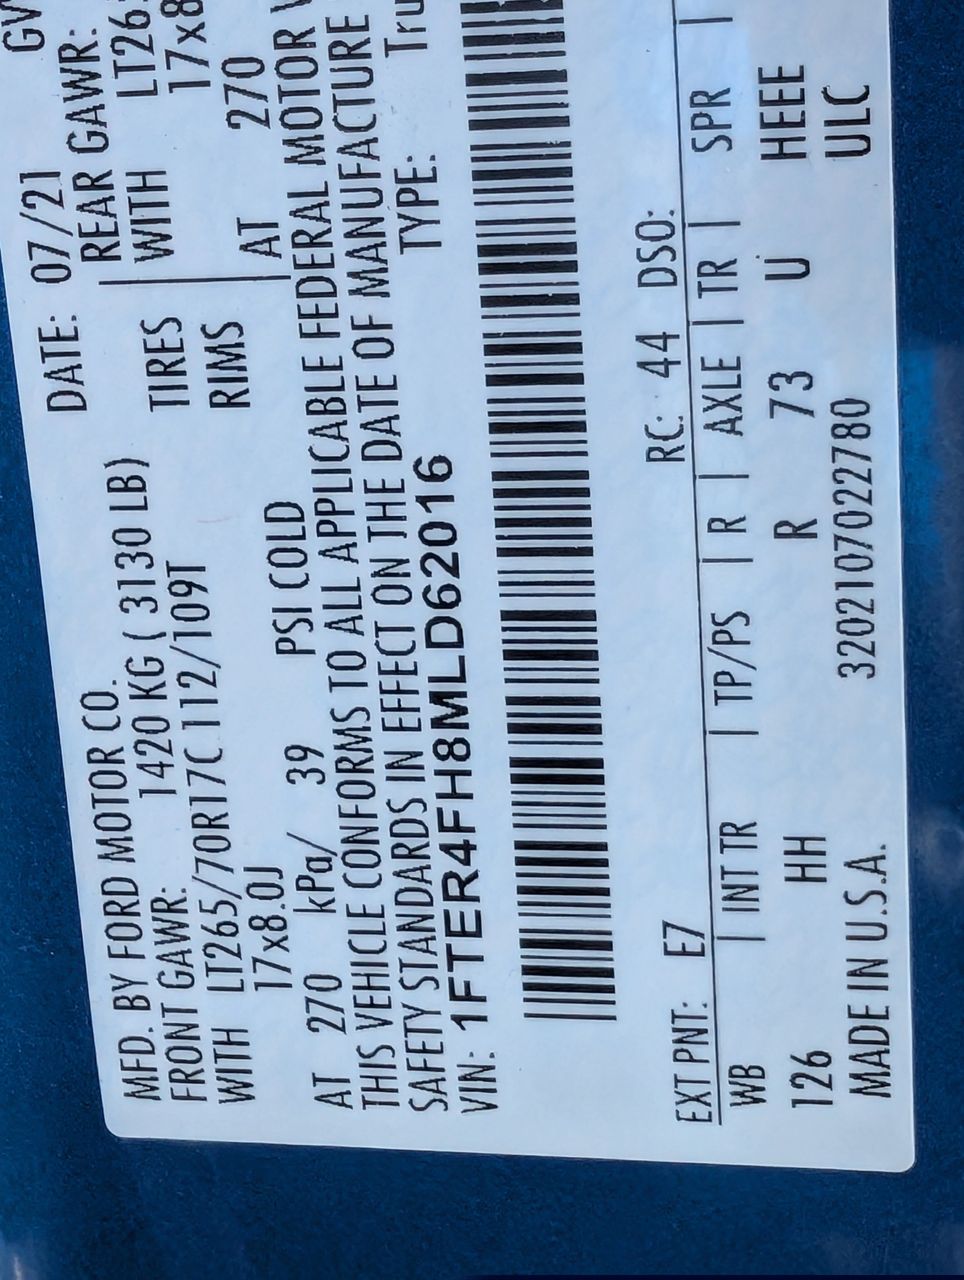 MFD. BY FORD MOTOR CO.
DATE: 07/21
FRONT GAWR: 1420 KG ( 3130 LB)
REAR GAWR:
WITH LT265/70R17C 112/109T TIRES
WITH
17x8.0J RIMS
AT 270 kPa/ 39 PSI COLD
AT 270
THIS VEHICLE CONFORMS TO ALL APPLICABLE FEDERAL MOTOR
SAFETY STANDARDS IN EFFECT ON THE DATE OF MANUFACTURE
VIN: 1FTER4FH8MLD62016 TYPE:
EXT PNT: E7 RC: 44 DSO:
WB | INT TR | TP/PS | R | AXLE | TR | SPR |
126 HH R 73 U HEEE
MADE IN U.S.A. 3202107022780 ULC